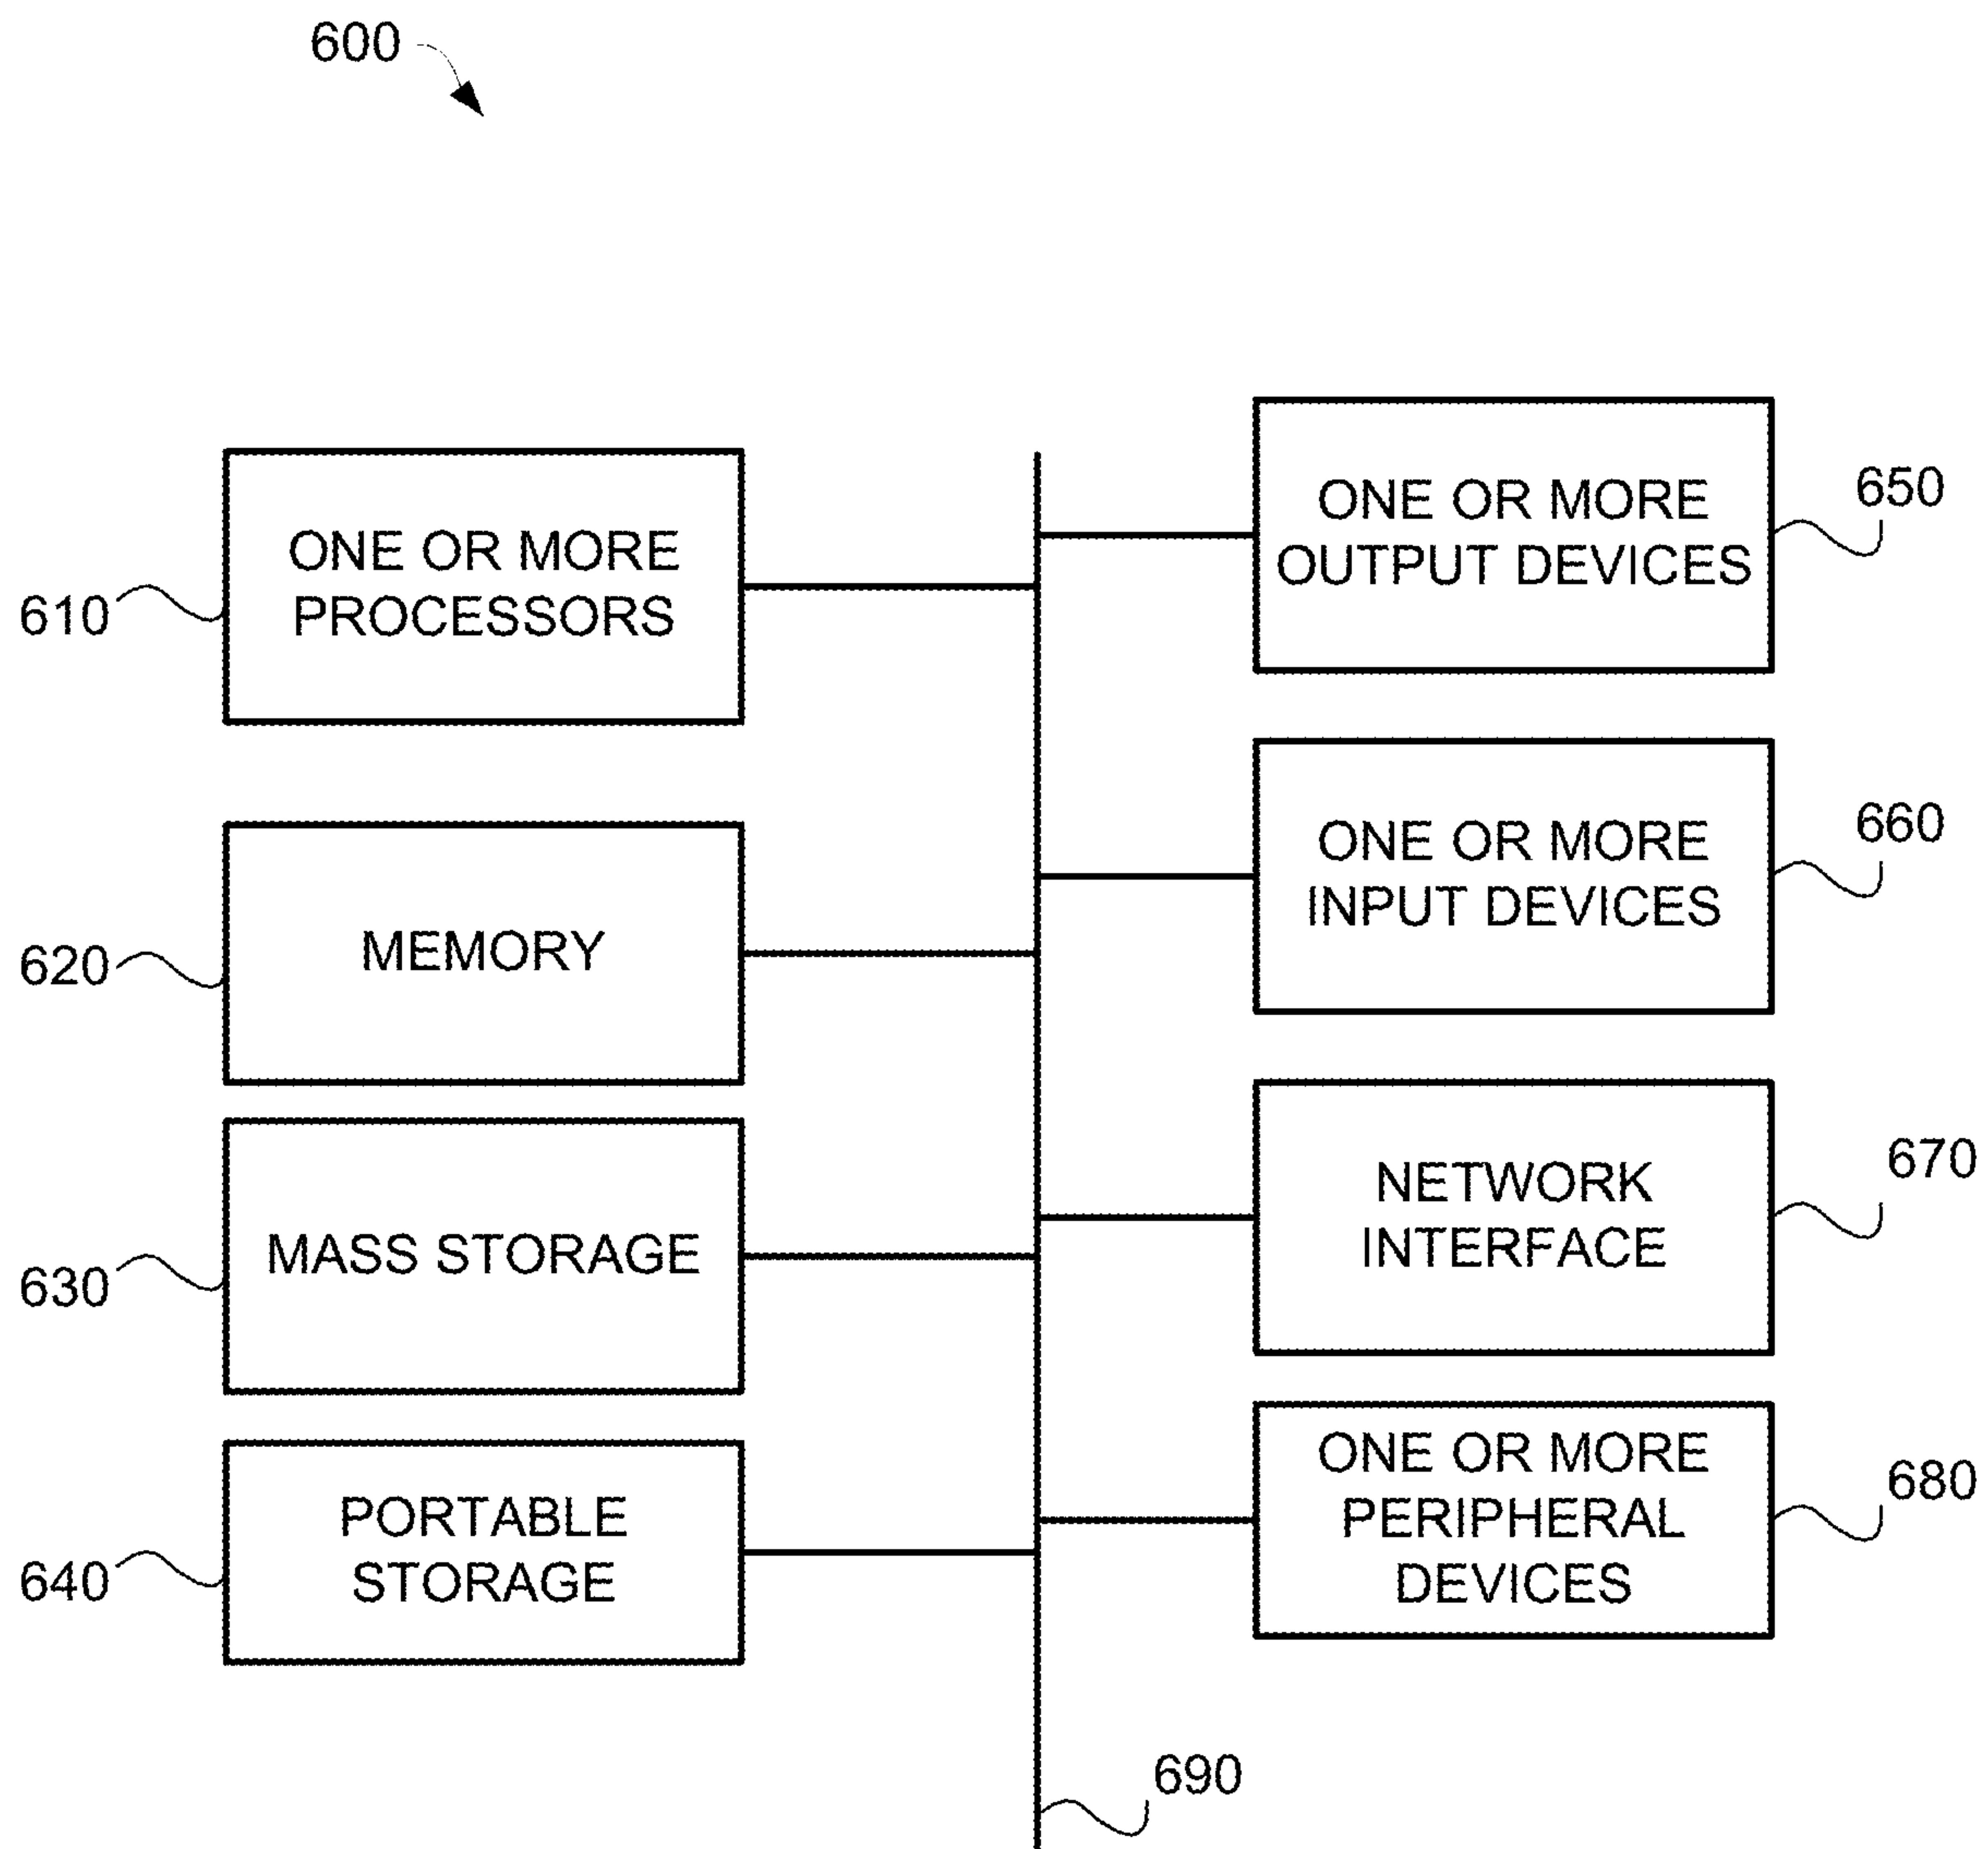 600
610
ONE OR MORE
PROCESSORS
620
MEMORY
630
MASS STORAGE
640
PORTABLE
STORAGE
650
ONE OR MORE
OUTPUT DEVICES
660
ONE OR MORE
INPUT DEVICES
670
NETWORK
INTERFACE
680
ONE OR MORE
PERIPHERAL
DEVICES
690